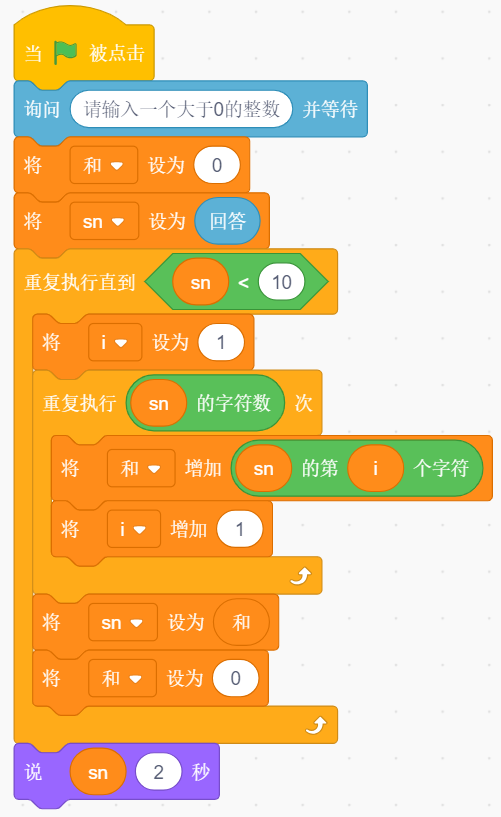 当 被点击
询问 请输入一个大于0的整数 并等待
将 和 设为 0
将 sn 设为 回答
重复执行直到 sn < 10
将 i 设为 1
重复执行 sn 的字符数 次
将 和 增加 sn 的第 i 个字符
将 i 增加 1
将 sn 设为 和
将 和 设为 0
说 sn 2 秒